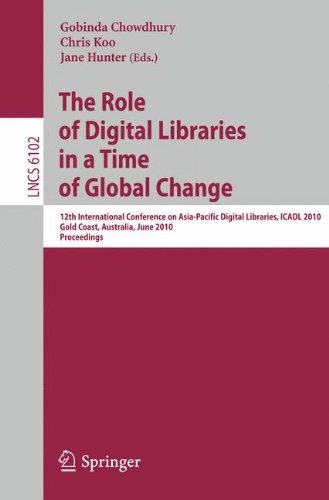 Gobinda Chowdhury
Chris Koo
Jane Hunter (Eds.)
LNCS 6102
The Role
of Digital Libraries
in a Time
of Global Change
12th International Conference on Asia-Pacific Digital Libraries, ICADL 2010
Gold Coast, Australia, June 2010
Proceedings
Springer